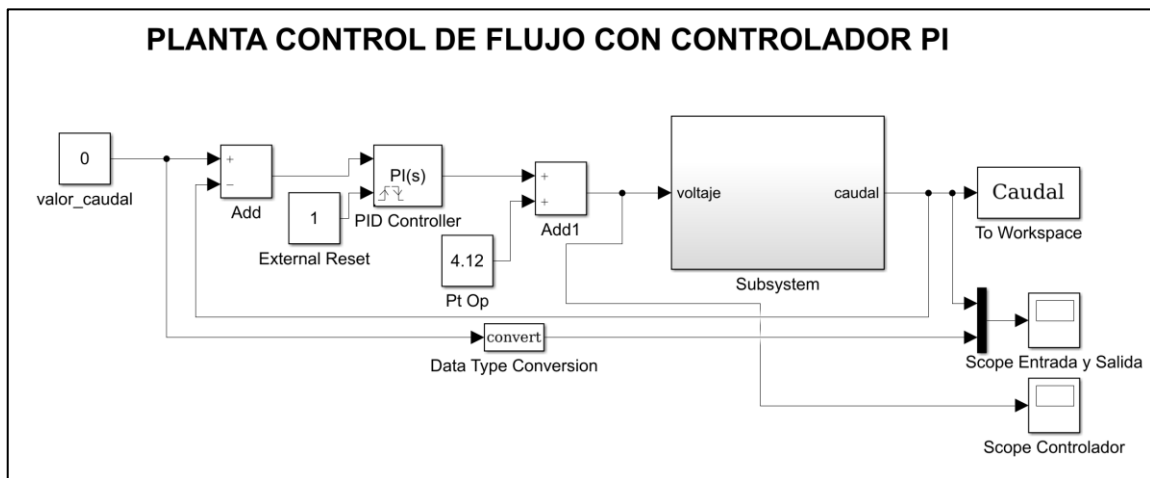 PLANTA CONTROL DE FLUJO CON CONTROLADOR PI
0
valor_caudal
+
−
Add
1
External Reset
PI(s)
PID Controller
4.12
Pt Op
+
+
Add1
voltaje
caudal
Subsystem
Caudal
To Workspace
convert
Data Type Conversion
Scope Entrada y Salida
Scope Controlador